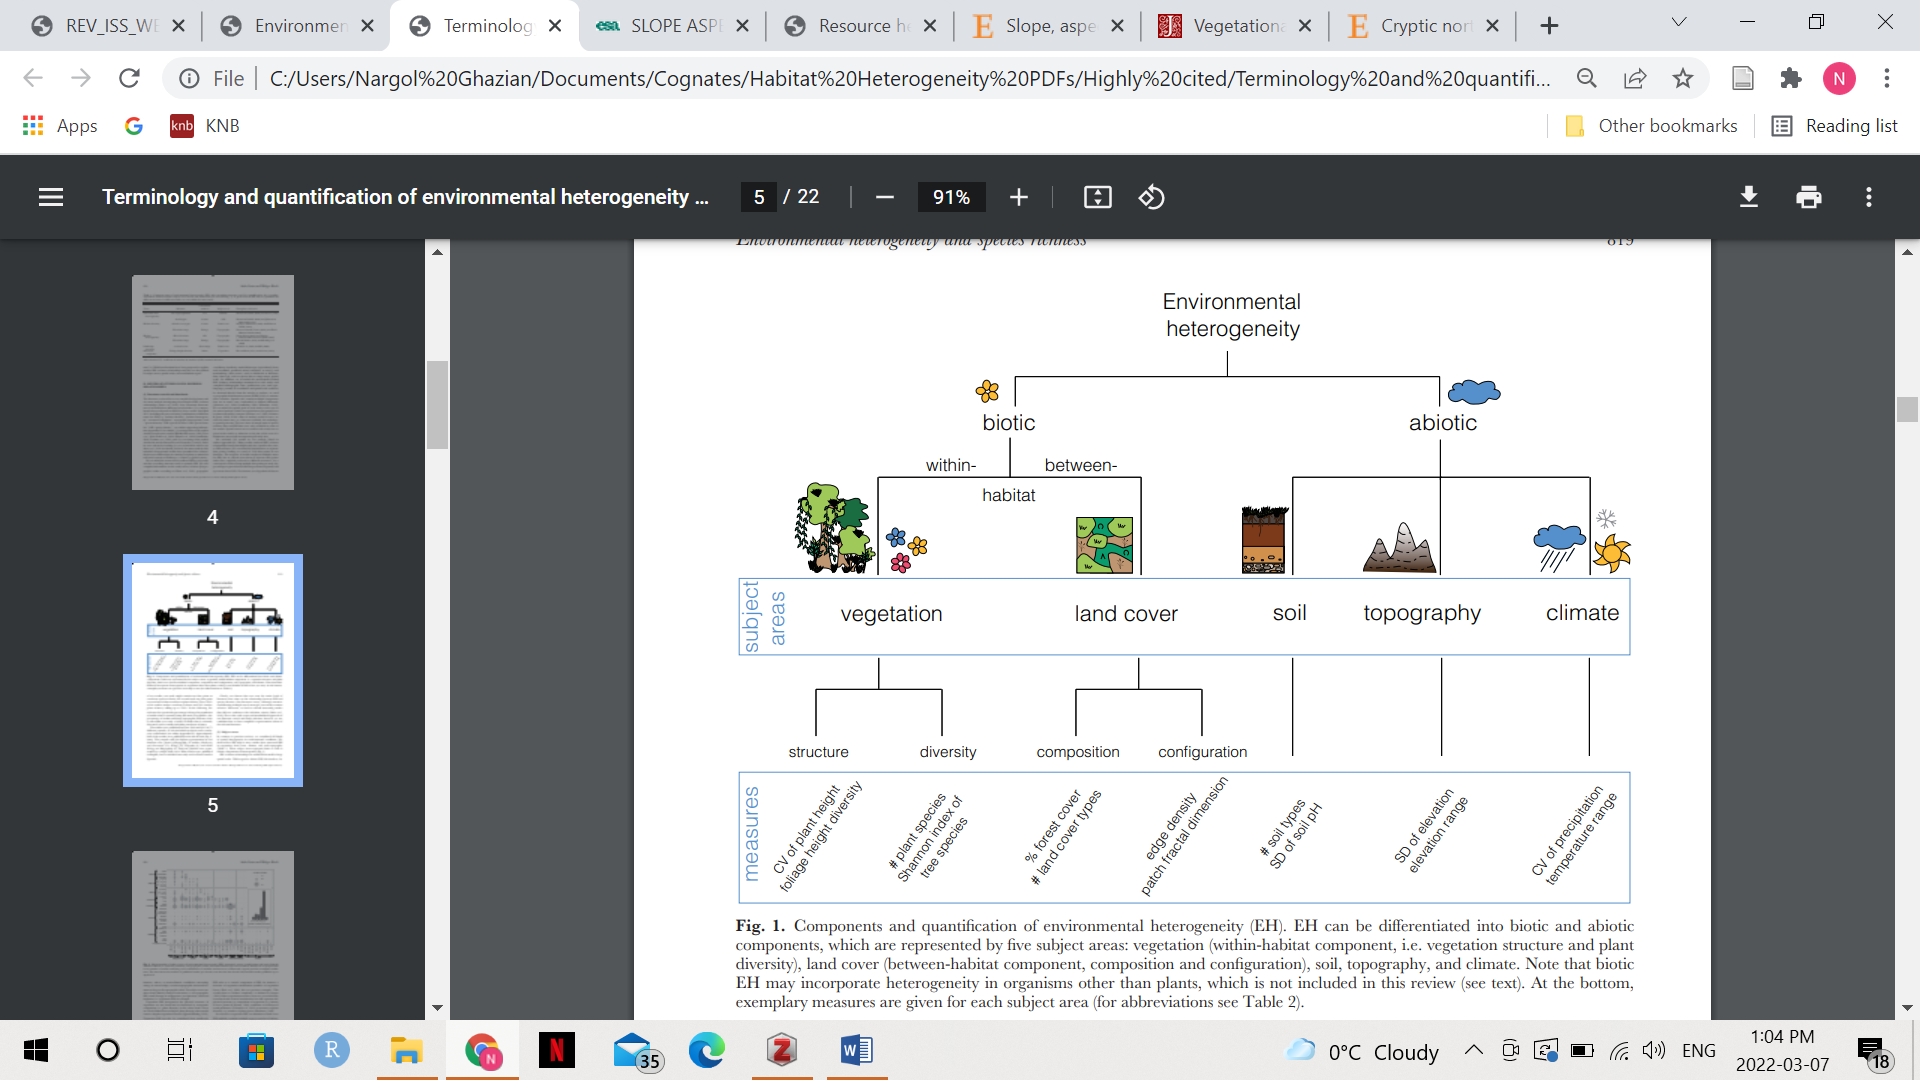 REV_ISS_WE
Environmen
Terminolog
esa SLOPE ASPE
Resource he
E Slope, aspe
Vegetationa
E Cryptic nort
File C:/Users/Nargol%20Ghazian/Documents/Cognates/Habitat%20Heterogeneity%20PDFs/Highly%20cited/Terminology%20and%20quantifi...
N
Apps
knb KNB
Other bookmarks
Reading list
Terminology and quantification of environmental heterogeneity ...
5 / 22
91%
4
5
Environmental heterogeneity and species richness
819
Environmental
heterogeneity
biotic
abiotic
within-
between-
habitat
subject
areas
vegetation
land cover
soil
topography
climate
structure
diversity
composition
configuration
measures
CV of plant height
foliage height diversity
# plant species
Shannon index of
tree species
% forest cover
# land cover types
edge density
patch fractal dimension
# soil types
SD of soil pH
SD of elevation
elevation range
CV of precipitation
temperature range
Fig. 1. Components and quantification of environmental heterogeneity (EH). EH can be differentiated into biotic and abiotic
components, which are represented by five subject areas: vegetation (within-habitat component, i.e. vegetation structure and plant
diversity), land cover (between-habitat component, composition and configuration), soil, topography, and climate. Note that biotic
EH may incorporate heterogeneity in organisms other than plants, which is not included in this review (see text). At the bottom,
exemplary measures are given for each subject area (for abbreviations see Table 2).
R
N
N
35
Z
W
0°C Cloudy
ENG
1:04 PM
2022-03-07
18